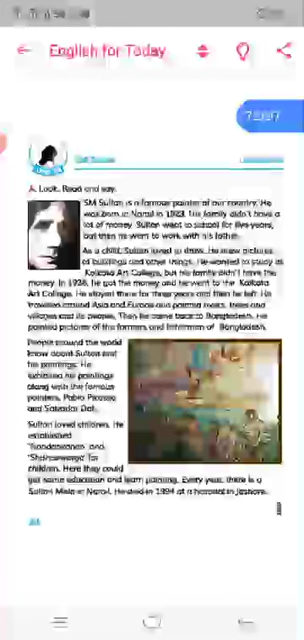 English for Today
A. Look. Read and say.
SM Sultan is a famous painter of our country. He
was born in Narail in 1923. His family didn't have a
lot of money. Sultan went to school for five years,
but then he went to work with his father.
As a child, Sultan loved to draw. He drew pictures
of buildings and other things. He wanted to study at
Kolkata Art College, but his family didn't have the
money. In 1938, he got the money and he went to the Kolkata
Art College. He stayed there for three years and then he left. He
travelled around Asia and Europe and painted rivers, trees and
villages and its people. Then he came back to Bangladesh. He
painted pictures of the farmers and fishermen of Bangladesh.
People around the world
know about Sultan and
his paintings. He
exhibited his paintings
along with the famous
painters, Pablo Picasso
and Salvador Dali.
Sultan loved children. He
established
'Nandankanan' and
'Shishuswarga' for
children. Here they could
get some education and learn painting. Every year, there is a
Sultan Mela in Narail. He died in 1994 at a hospital in Jashore.